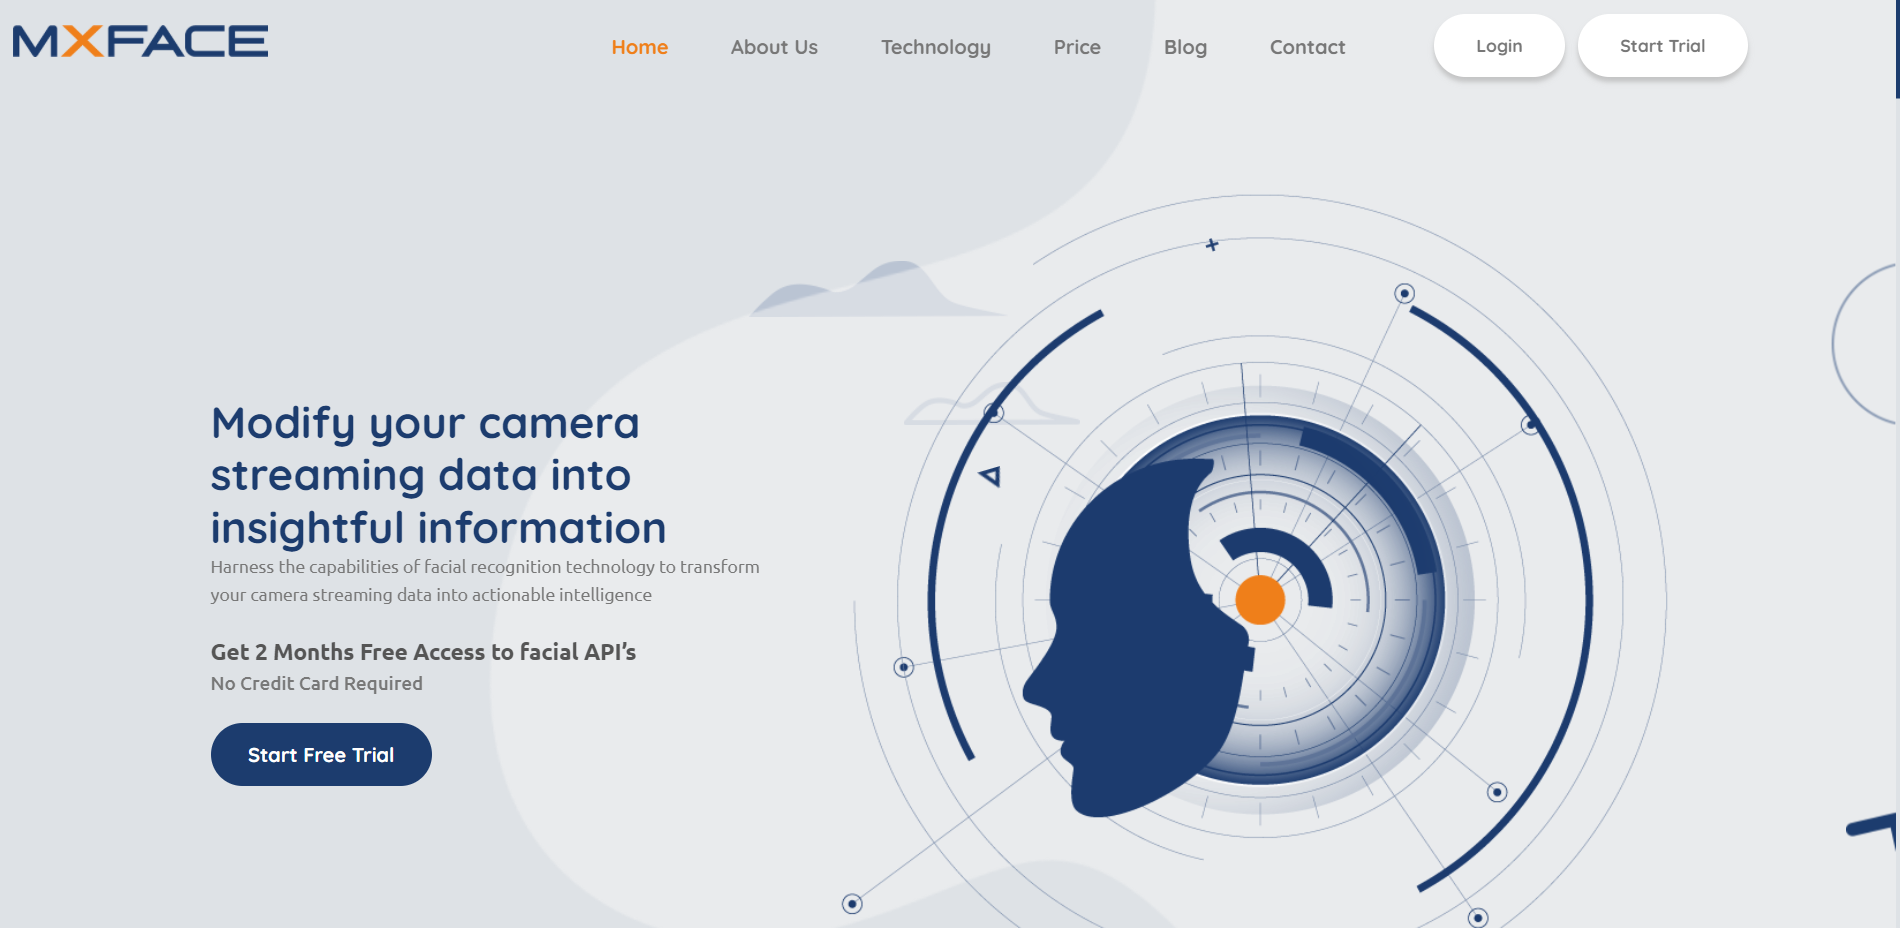 MXFACE
Home About Us Technology Price Blog Contact Login Start Trial
Modify your camera
streaming data into
insightful information
Harness the capabilities of facial recognition technology to transform
your camera streaming data into actionable intelligence
Get 2 Months Free Access to facial API’s
No Credit Card Required
Start Free Trial